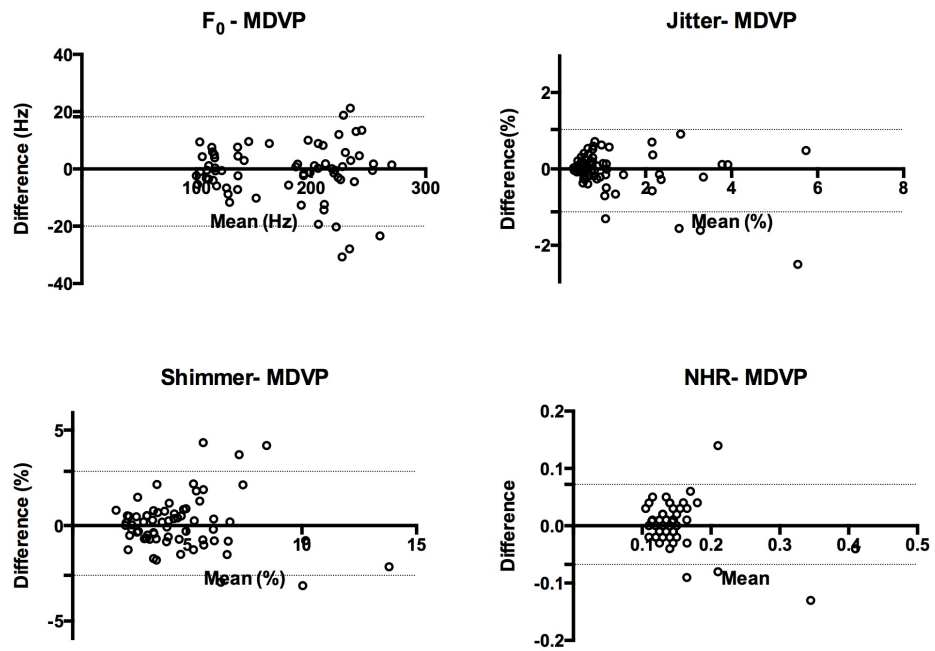 F0 - MDVP
Difference (Hz)
40
20
0
-20
-40
100
200
300
Mean (Hz)
Jitter- MDVP
Difference(%)
2
0
-2
2
4
6
8
Mean (%)
Shimmer- MDVP
Difference (%)
5
0
-5
5
10
15
Mean (%)
NHR- MDVP
Difference
0.2
0.1
0.0
-0.1
-0.2
0.1
0.2
0.3
0.4
0.5
Mean